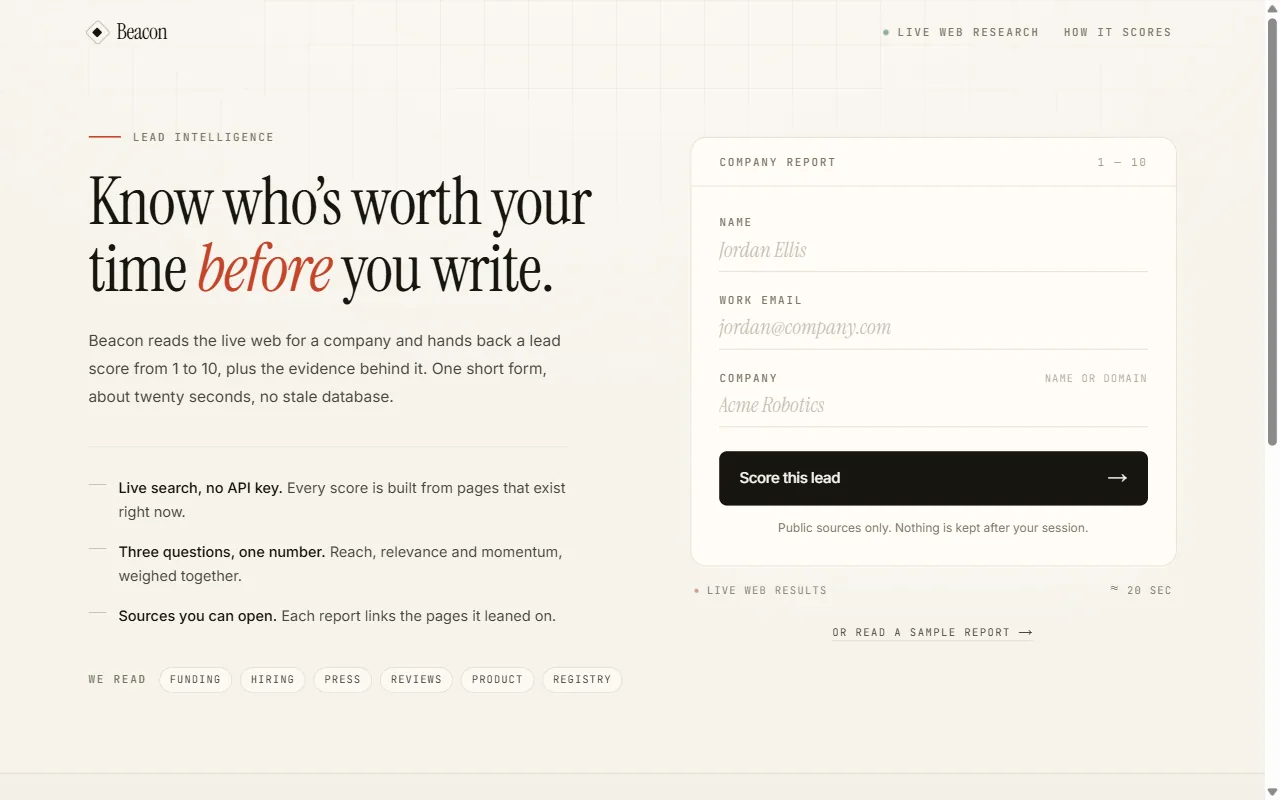 Beacon
LIVE WEB RESEARCH
HOW IT SCORES
LEAD INTELLIGENCE
Know who’s worth your
time before you write.
Beacon reads the live web for a company and hands back a lead
score from 1 to 10, plus the evidence behind it. One short form,
about twenty seconds, no stale database.
Live search, no API key. Every score is built from pages that exist
right now.
Three questions, one number. Reach, relevance and momentum,
weighed together.
Sources you can open. Each report links the pages it leaned on.
WE READ FUNDING HIRING PRESS REVIEWS PRODUCT REGISTRY
COMPANY REPORT 1 — 10
NAME
Jordan Ellis
WORK EMAIL
jordan@company.com
COMPANY NAME OR DOMAIN
Acme Robotics
Score this lead →
Public sources only. Nothing is kept after your session.
LIVE WEB RESULTS ≈ 20 SEC
OR READ A SAMPLE REPORT →